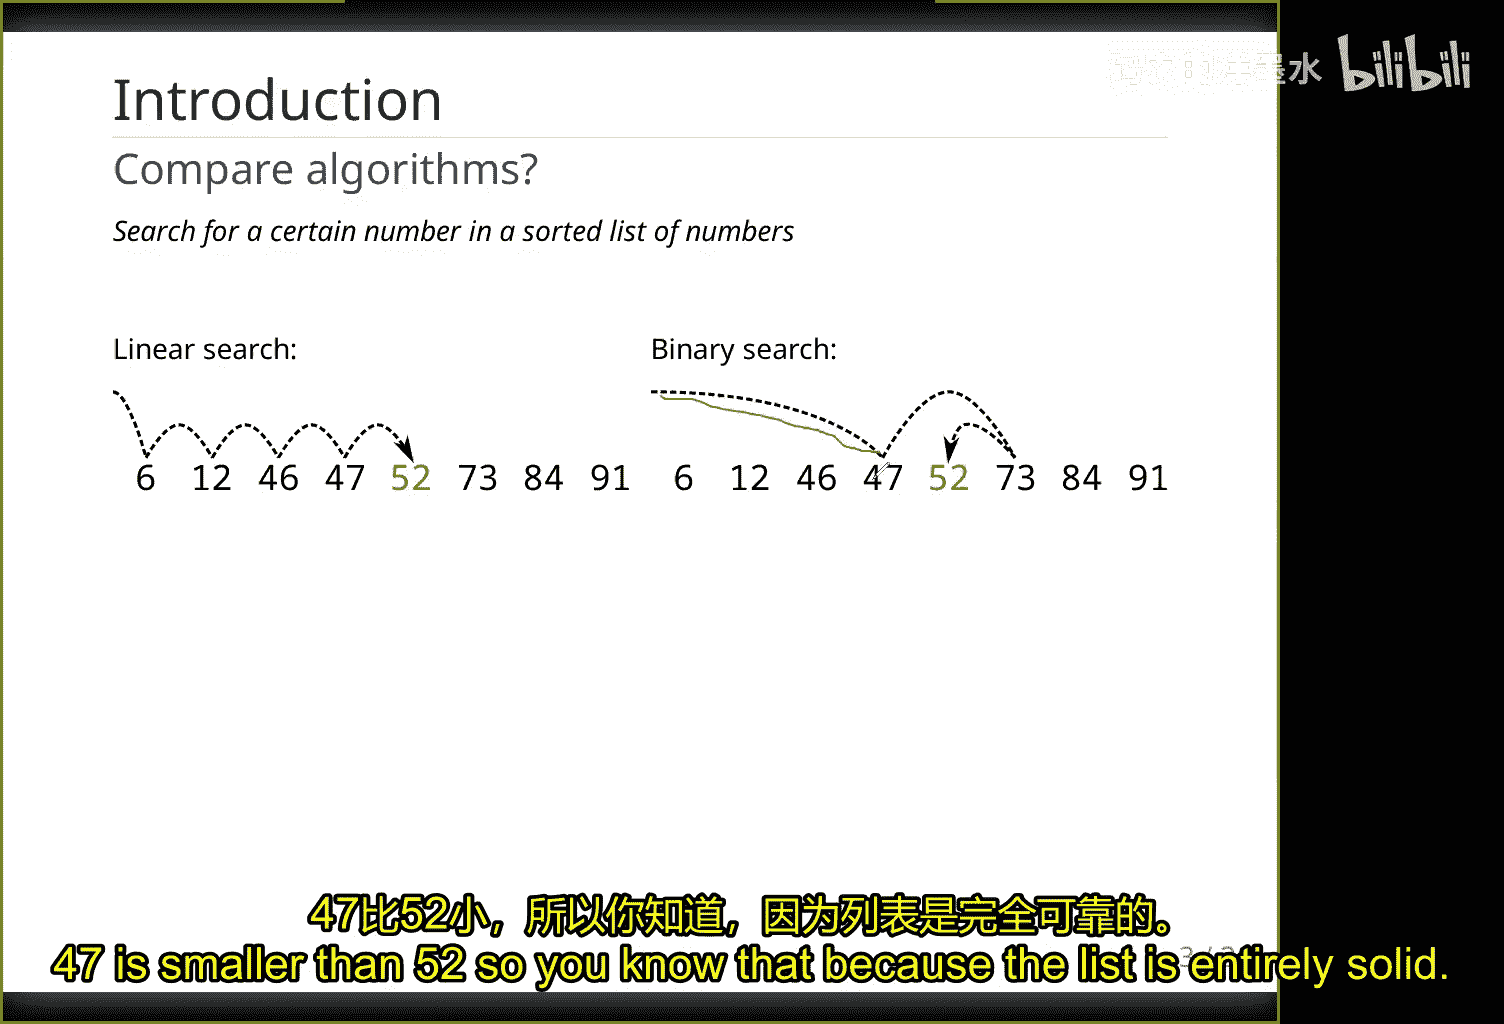 水 bilibili
Introduction
Compare algorithms?
Search for a certain number in a sorted list of numbers
Linear search:
Binary search:
6 12 46 47 52 73 84 91
6 12 46 47 52 73 84 91
47比52小，所以你知道，因为列表是完全可靠的。
47 is smaller than 52 so you know that because the list is entirely solid.